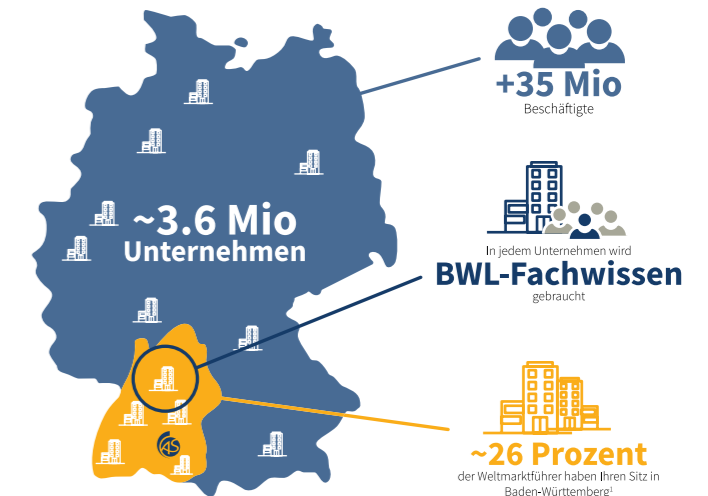 ~3.6 Mio
Unternehmen
+35 Mio
Beschäftigte
In jedem Unternehmen wird
BWL-Fachwissen
gebraucht
~26 Prozent
der Weltmarktführer haben Ihren Sitz in
Baden-Württemberg¹
AS